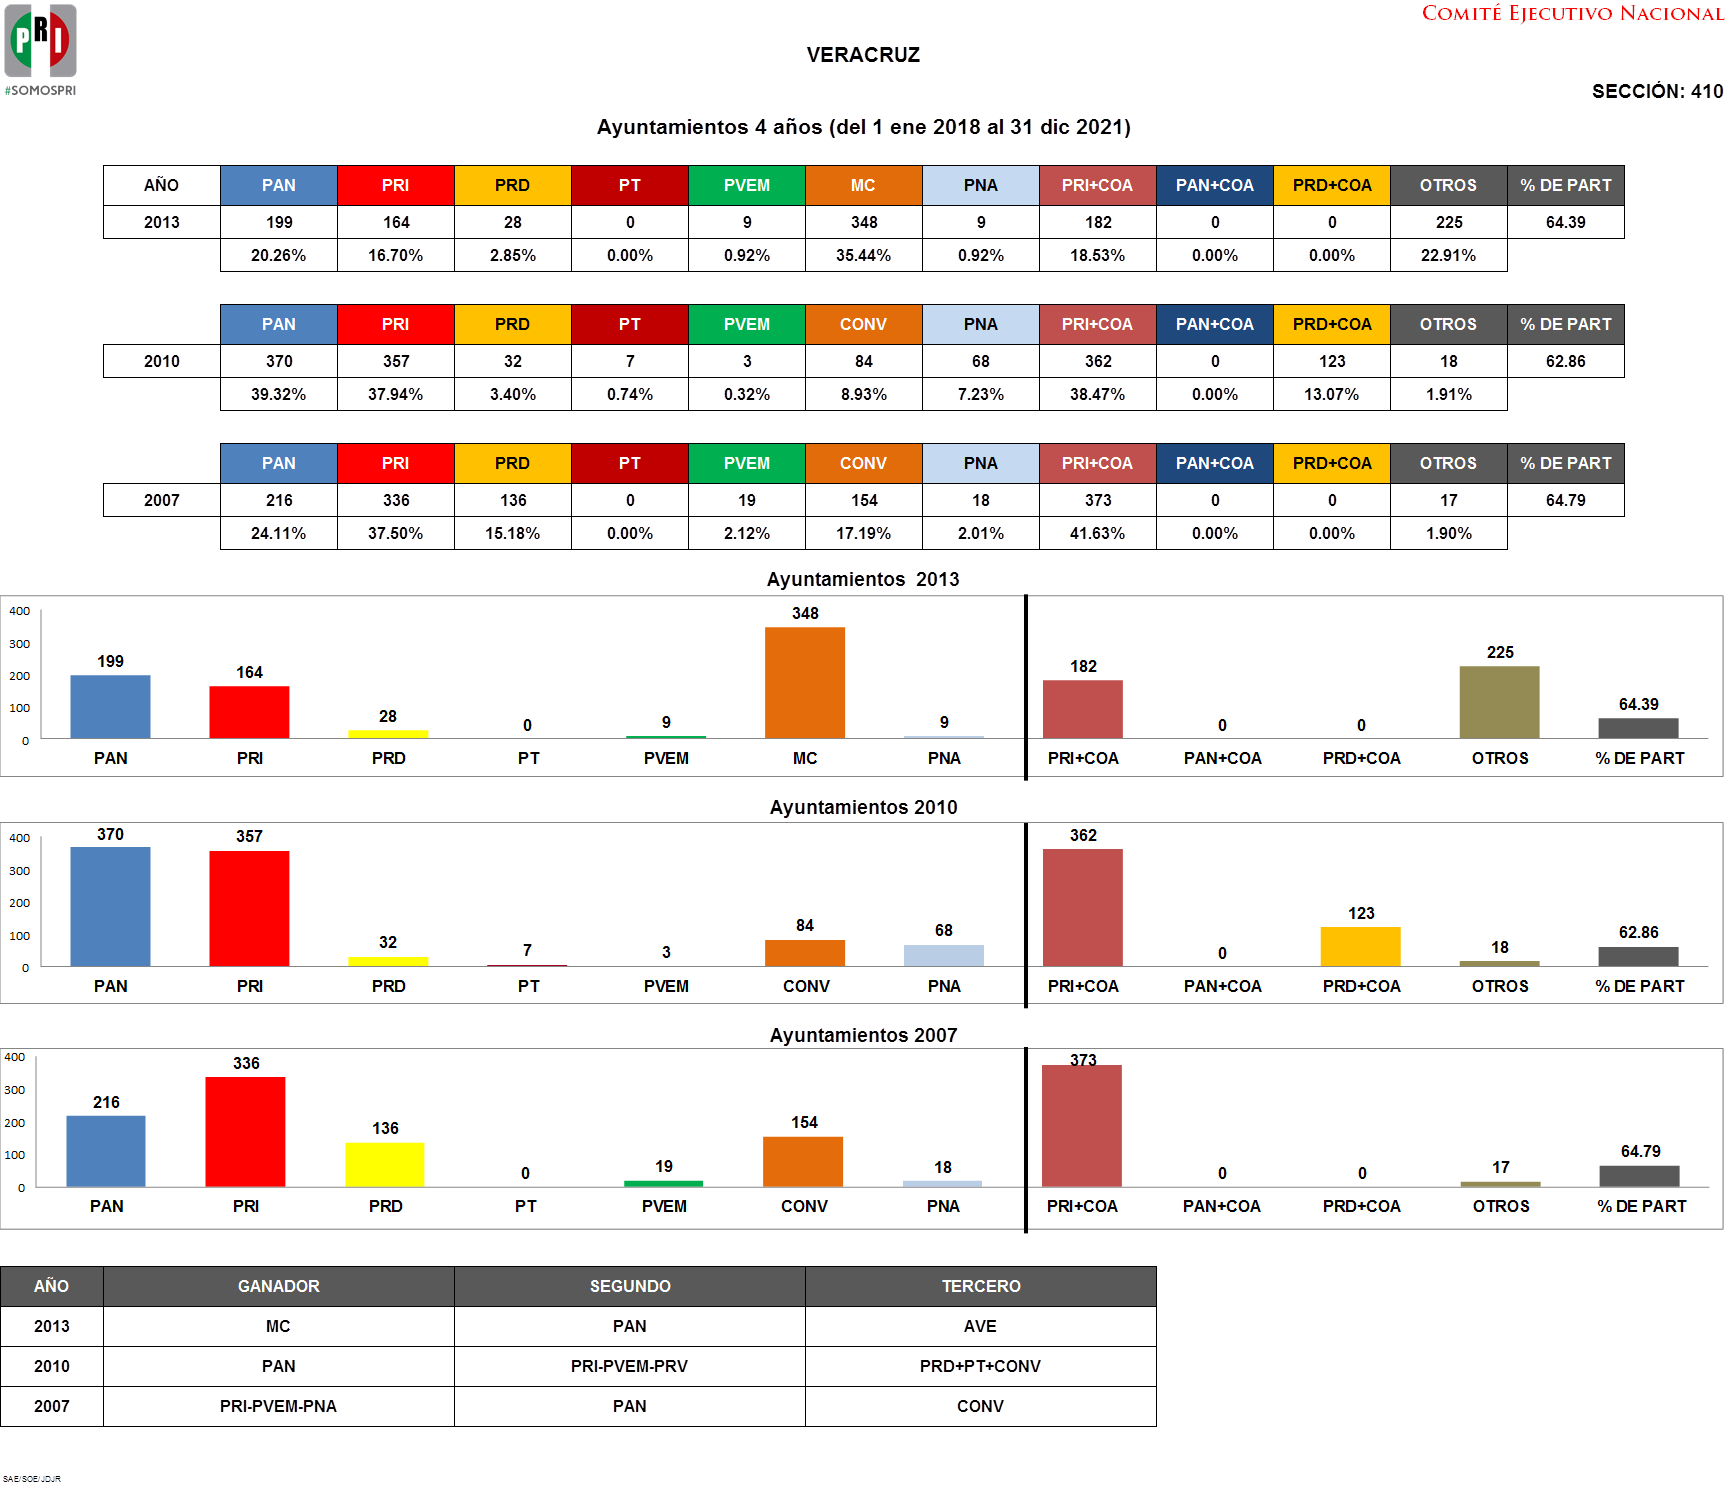 PRI
#SOMOSPRI
COMITÉ EJECUTIVO NACIONAL
VERACRUZ
SECCIÓN: 410
Ayuntamientos 4 años (del 1 ene 2018 al 31 dic 2021)
AÑO PAN PRI PRD PT PVEM MC PNA PRI+COA PAN+COA PRD+COA OTROS % DE PART
2013 199 164 28 0 9 348 9 182 0 0 225 64.39
20.26% 16.70% 2.85% 0.00% 0.92% 35.44% 0.92% 18.53% 0.00% 0.00% 22.91%
PAN PRI PRD PT PVEM CONV PNA PRI+COA PAN+COA PRD+COA OTROS % DE PART
2010 370 357 32 7 3 84 68 362 0 123 18 62.86
39.32% 37.94% 3.40% 0.74% 0.32% 8.93% 7.23% 38.47% 0.00% 13.07% 1.91%
PAN PRI PRD PT PVEM CONV PNA PRI+COA PAN+COA PRD+COA OTROS % DE PART
2007 216 336 136 0 19 154 18 373 0 0 17 64.79
24.11% 37.50% 15.18% 0.00% 2.12% 17.19% 2.01% 41.63% 0.00% 0.00% 1.90%
Ayuntamientos 2013
400
300
200
100
0
199 164 28 0 9 348 9 182 0 0 225 64.39
PAN PRI PRD PT PVEM MC PNA PRI+COA PAN+COA PRD+COA OTROS % DE PART
Ayuntamientos 2010
400
300
200
100
0
370 357 32 7 3 84 68 362 0 123 18 62.86
PAN PRI PRD PT PVEM CONV PNA PRI+COA PAN+COA PRD+COA OTROS % DE PART
Ayuntamientos 2007
400
300
200
100
0
216 336 136 0 19 154 18 373 0 0 17 64.79
PAN PRI PRD PT PVEM CONV PNA PRI+COA PAN+COA PRD+COA OTROS % DE PART
AÑO GANADOR SEGUNDO TERCERO
2013 MC PAN AVE
2010 PAN PRI-PVEM-PRV PRD+PT+CONV
2007 PRI-PVEM-PNA PAN CONV
SAE/SOE/JDJR